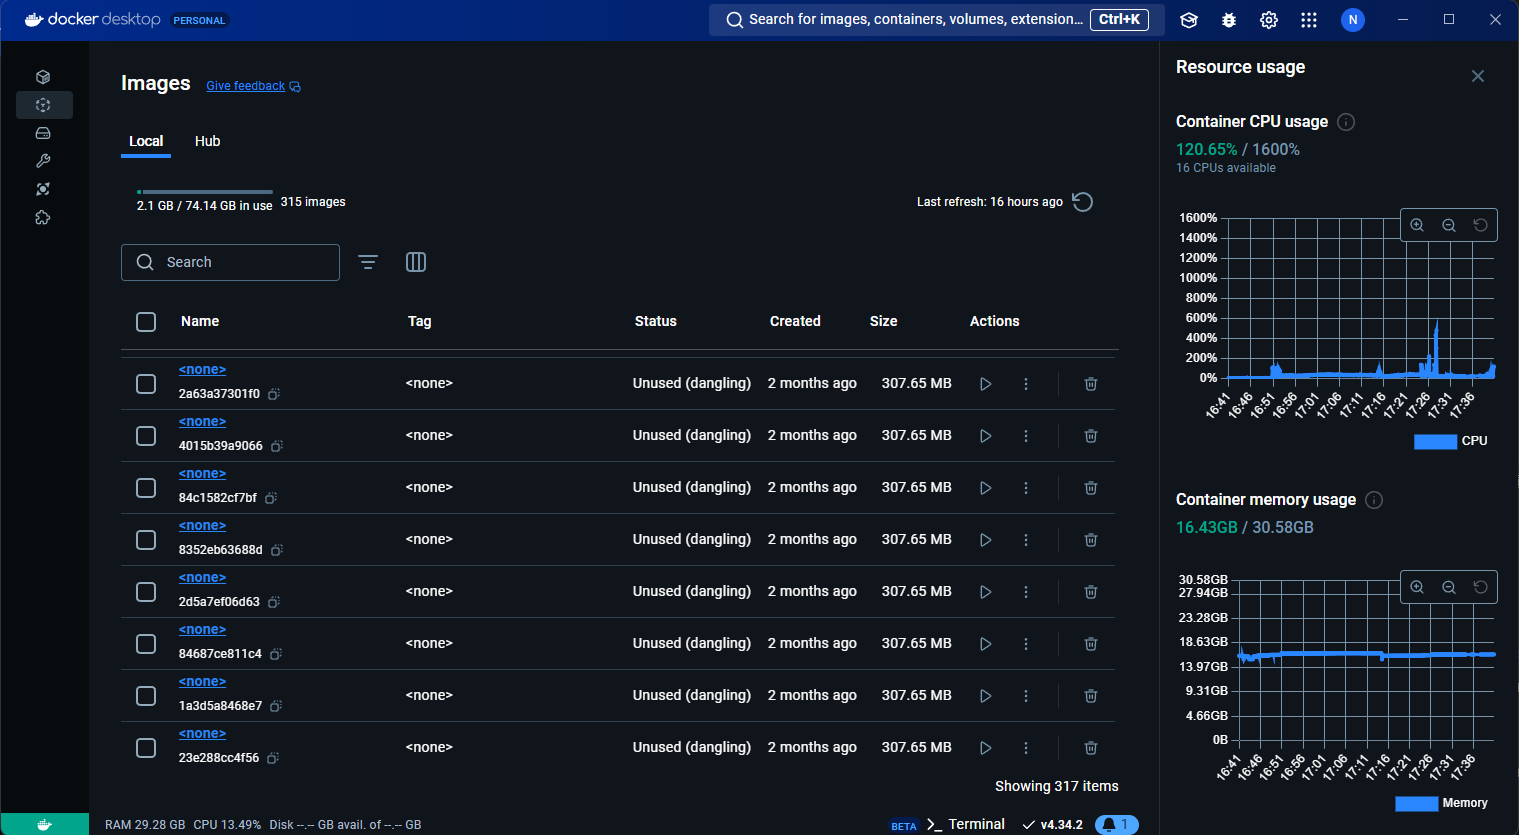 docker desktop PERSONAL
Search for images, containers, volumes, extension... Ctrl+K
N
Images Give feedback
Local Hub
2.1 GB / 74.14 GB in use 315 images
Last refresh: 16 hours ago
Search
Name Tag Status Created Size Actions
<none>
2a63a37301f0 <none> Unused (dangling) 2 months ago 307.65 MB
<none>
4015b39a9066 <none> Unused (dangling) 2 months ago 307.65 MB
<none>
84c1582cf7bf <none> Unused (dangling) 2 months ago 307.65 MB
<none>
8352eb63688d <none> Unused (dangling) 2 months ago 307.65 MB
<none>
2d5a7ef06d63 <none> Unused (dangling) 2 months ago 307.65 MB
<none>
84687ce811c4 <none> Unused (dangling) 2 months ago 307.65 MB
<none>
1a3d5a8468e7 <none> Unused (dangling) 2 months ago 307.65 MB
<none>
23e288cc4f56 <none> Unused (dangling) 2 months ago 307.65 MB
Showing 317 items
Resource usage
Container CPU usage
120.65% / 1600%
16 CPUs available
1600%
1400%
1200%
1000%
800%
600%
400%
200%
0%
16:41 16:46 16:51 16:56 17:01 17:06 17:11 17:16 17:21 17:26 17:31 17:36
CPU
Container memory usage
16.43GB / 30.58GB
30.58GB
27.94GB
23.28GB
18.63GB
13.97GB
9.31GB
4.66GB
0B
16:41 16:46 16:51 16:56 17:01 17:06 17:11 17:16 17:21 17:26 17:31 17:36
Memory
RAM 29.28 GB CPU 13.49% Disk --.-- GB avail. of --.-- GB
BETA Terminal v4.34.2 1